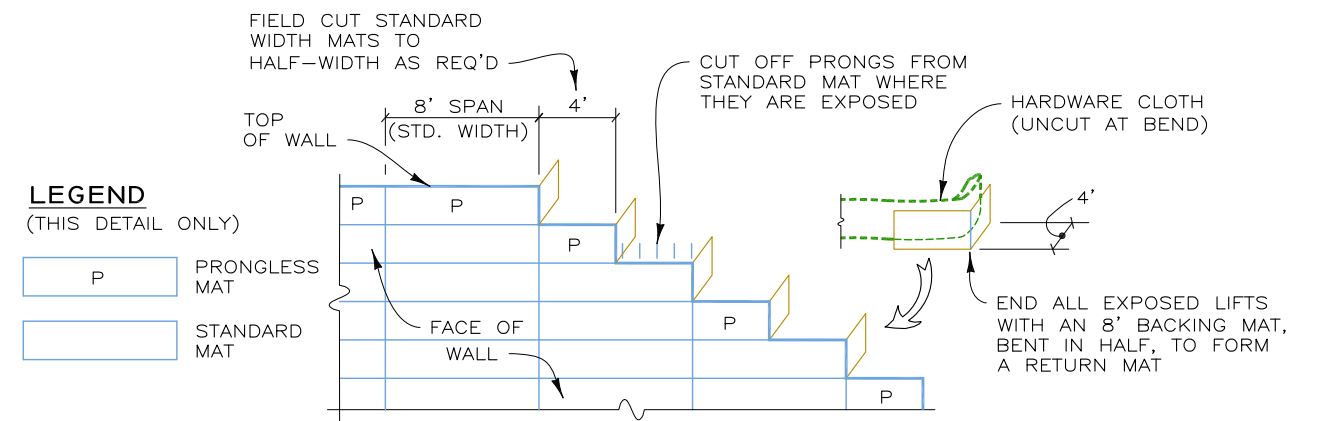 FIELD CUT STANDARD
WIDTH MATS TO
HALF-WIDTH AS REQ'D
8' SPAN
(STD. WIDTH)
4'
CUT OFF PRONGS FROM
STANDARD MAT WHERE
THEY ARE EXPOSED
HARDWARE CLOTH
(UNCUT AT BEND)
TOP
OF WALL
LEGEND
(THIS DETAIL ONLY)
P
PRONGLESS
MAT
STANDARD
MAT
P
P
P
P
P
FACE OF
WALL
4'
END ALL EXPOSED LIFTS
WITH AN 8' BACKING MAT,
BENT IN HALF, TO FORM
A RETURN MAT